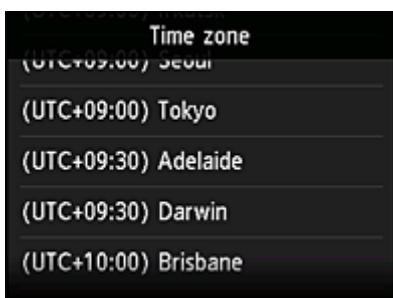 Time zone
(UTC+09:00) Seoul
(UTC+09:00) Tokyo
(UTC+09:30) Adelaide
(UTC+09:30) Darwin
(UTC+10:00) Brisbane